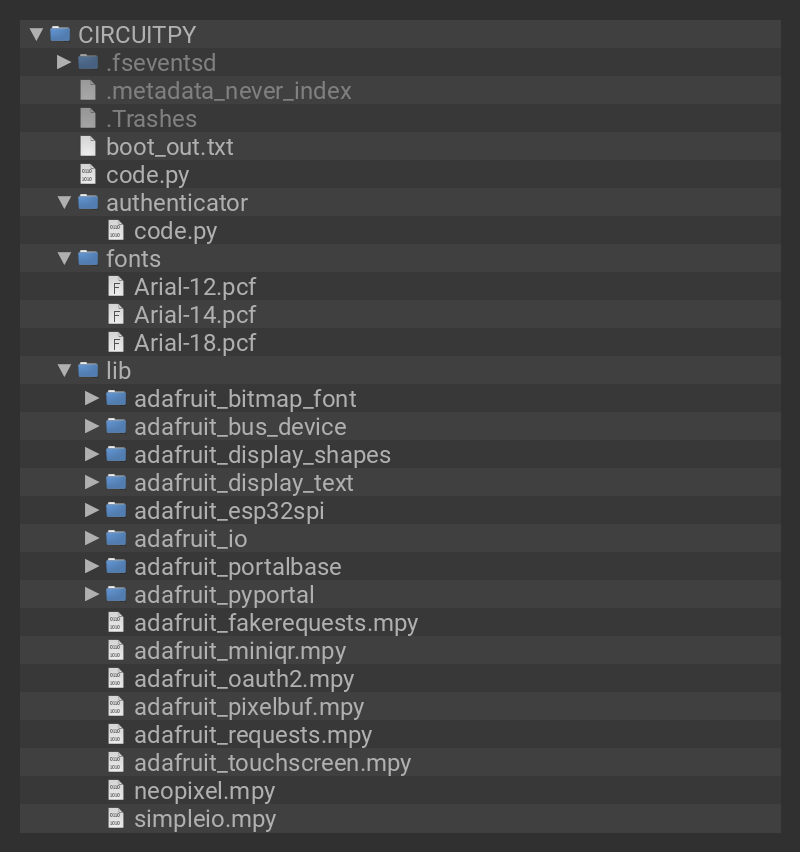 CIRCUITPY
.fseventsd
.metadata_never_index
.Trashes
boot_out.txt
code.py
authenticator
code.py
fonts
Arial-12.pcf
Arial-14.pcf
Arial-18.pcf
lib
adafruit_bitmap_font
adafruit_bus_device
adafruit_display_shapes
adafruit_display_text
adafruit_esp32spi
adafruit_io
adafruit_portalbase
adafruit_pyportal
adafruit_fakerequests.mpy
adafruit_miniqr.mpy
adafruit_oauth2.mpy
adafruit_pixelbuf.mpy
adafruit_requests.mpy
adafruit_touchscreen.mpy
neopixel.mpy
simpleio.mpy